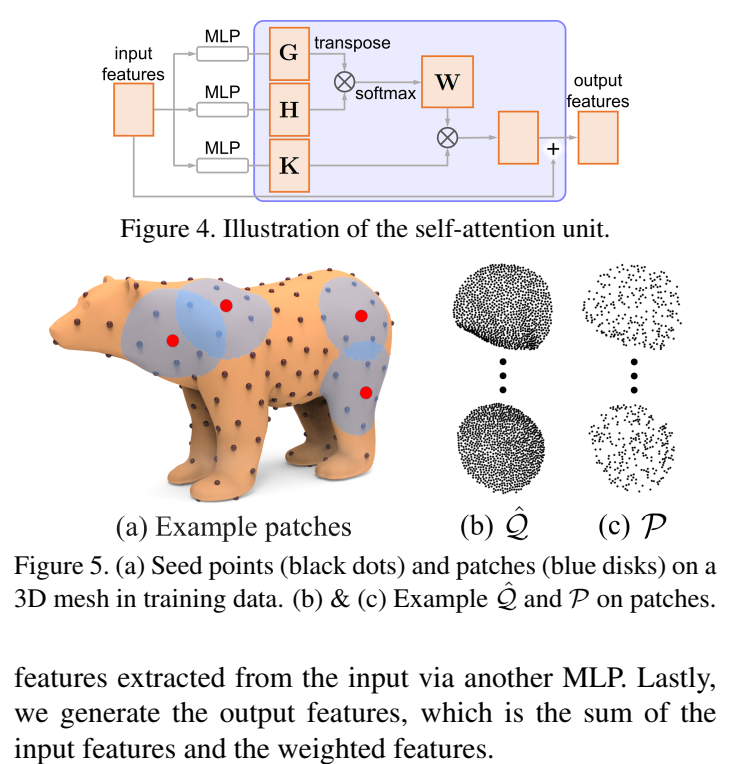 input
features
MLP
G
transpose
MLP
H
softmax
W
MLP
K
+
output
features
Figure 4. Illustration of the self-attention unit.
(a) Example patches
(b) Q̂
(c) P
Figure 5. (a) Seed points (black dots) and patches (blue disks) on a
3D mesh in training data. (b) & (c) Example Q̂ and P on patches.
features extracted from the input via another MLP. Lastly,
we generate the output features, which is the sum of the
input features and the weighted features.